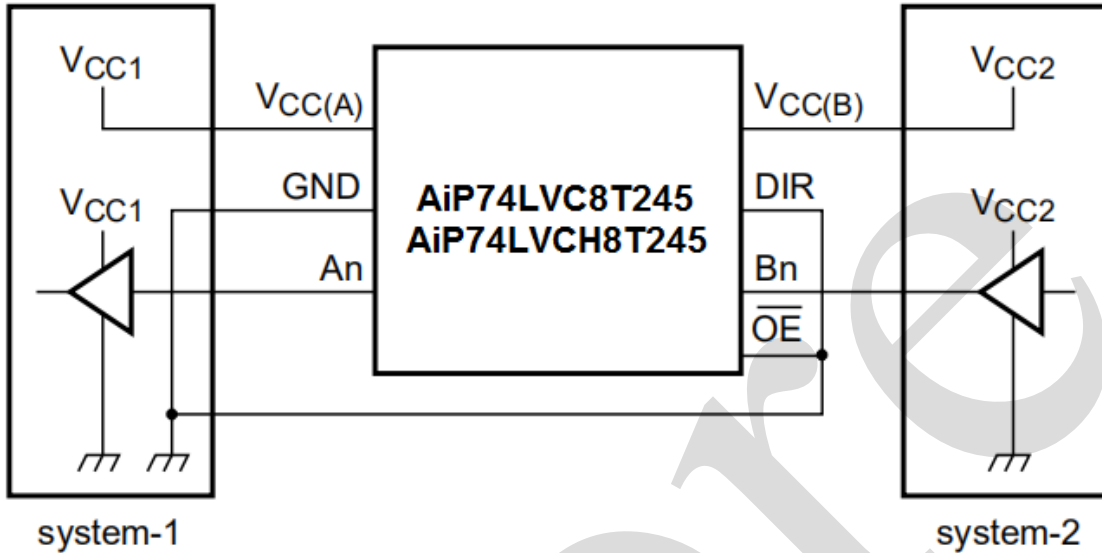 VCC1
VCC(A)
VCC(B)
VCC2
GND
AiP74LVC8T245
DIR
VCC1
AiP74LVCH8T245
VCC2
An
Bn
OE
system-1
system-2